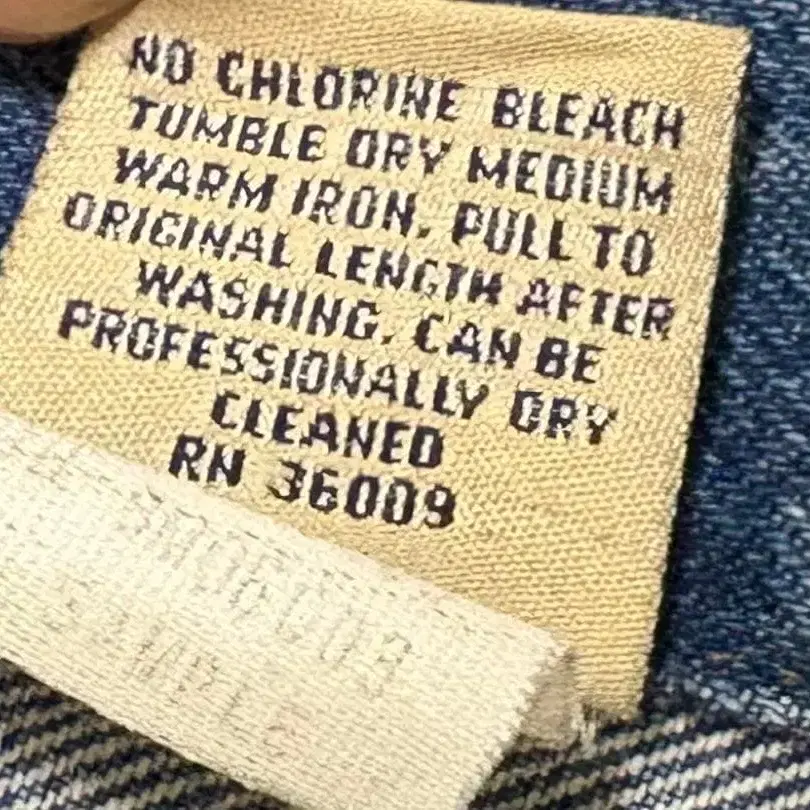 NO CHLORINE BLEACH
TUMBLE DRY MEDIUM
WARM IRON. PULL TO
ORIGINAL LENGTH AFTER
WASHING. CAN BE
PROFESSIONALLY DRY
CLEANED
RN 36009